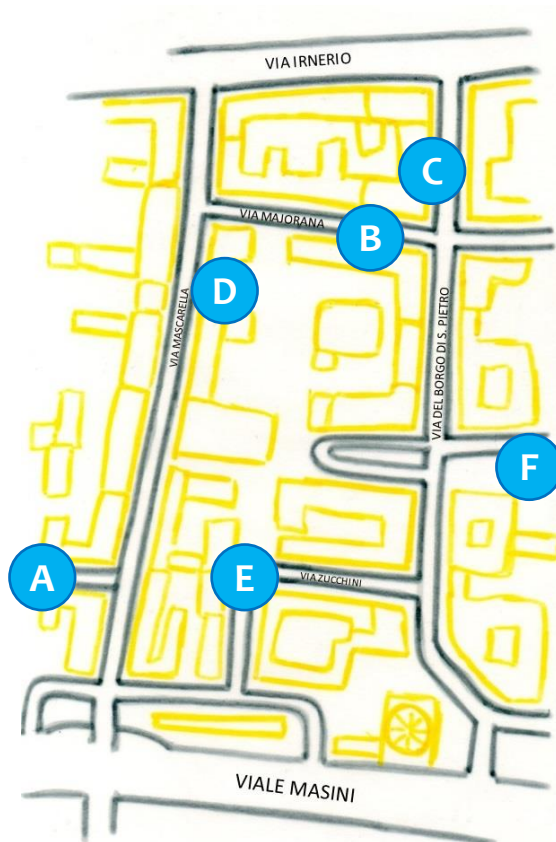 VIA IRNERIO
C
VIA MAJORANA
B
D
VIA MASCARELLA
VIA DEL BORGO DI S. PIETRO
F
A
E
VIA ZUCCHINI
VIALE MASINI